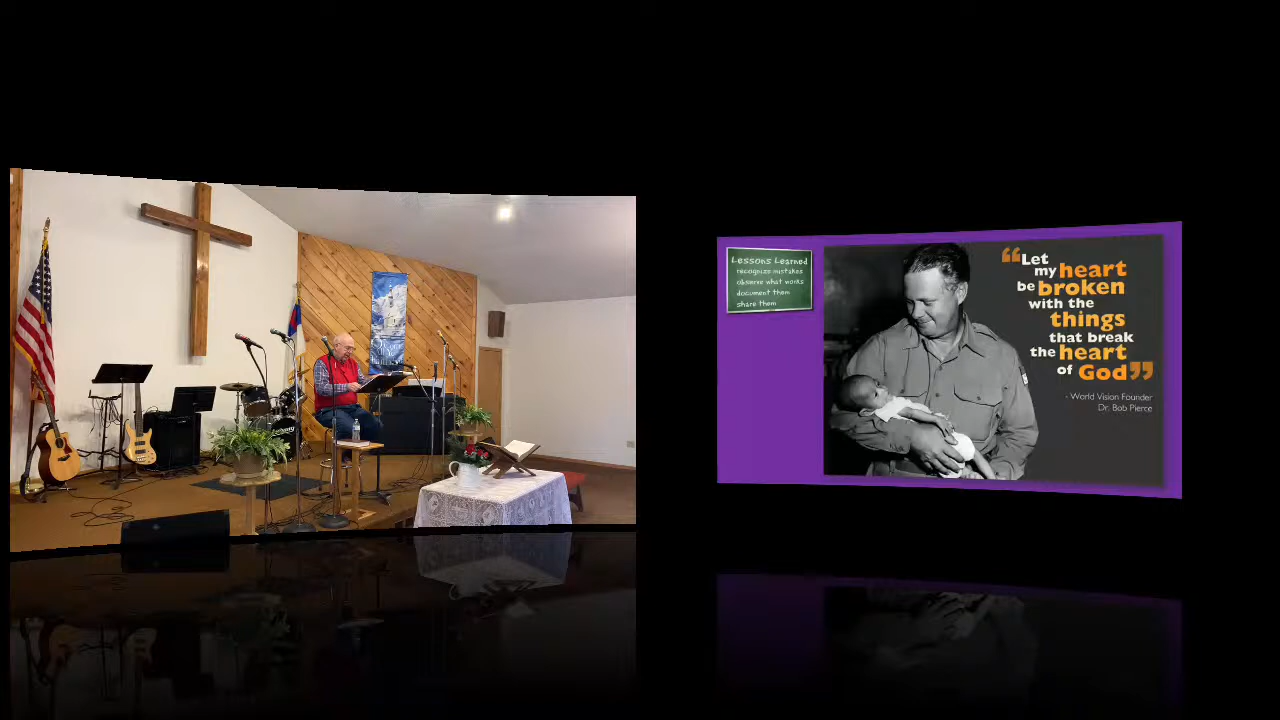 Lessons Learned
recognize mistakes
observe what works
document them
share them
“Let
my heart
be broken
with the
things
that break
the heart
of God”
- World Vision Founder
Dr. Bob Pierce